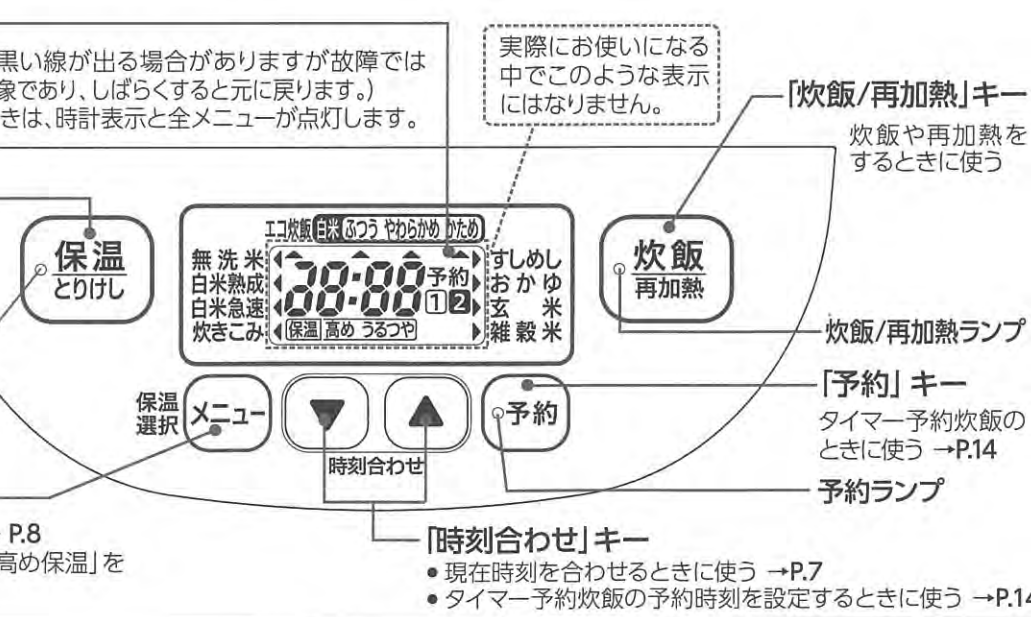 黒い線が出る場合がありますが故障では
象であり、しばらくすると元に戻ります。)
きは、時計表示と全メニューが点灯します。
実際にお使いになる
中でこのような表示
にはなりません。
「炊飯/再加熱」キー
炊飯や再加熱を
するときに使う
保温
とりけし
エコ炊飯 白米 ふつう やわらかめ かため
無洗米
白米熟成
白米急速
炊きこみ
38:88
予約
1 2
保温 高め うるつや
すしめし
おかゆ
玄米
雑穀米
炊飯
再加熱
炊飯/再加熱ランプ
保温
選択
メニュー
▼
▲
時刻合わせ
予約
「予約」キー
タイマー予約炊飯の
ときに使う →P.14
予約ランプ
P.8
高め保温」を
「時刻合わせ」キー
• 現在時刻を合わせるときに使う →P.7
• タイマー予約炊飯の予約時刻を設定するときに使う →P.14